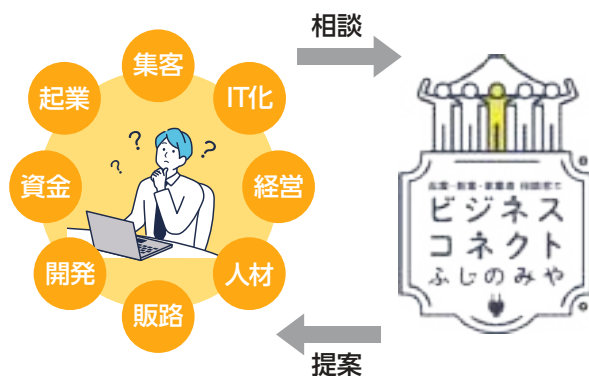 相談
集客
起業
IT化
資金
経営
開発
人材
販路
ビジネス
コネクト
ふじのみや
提案